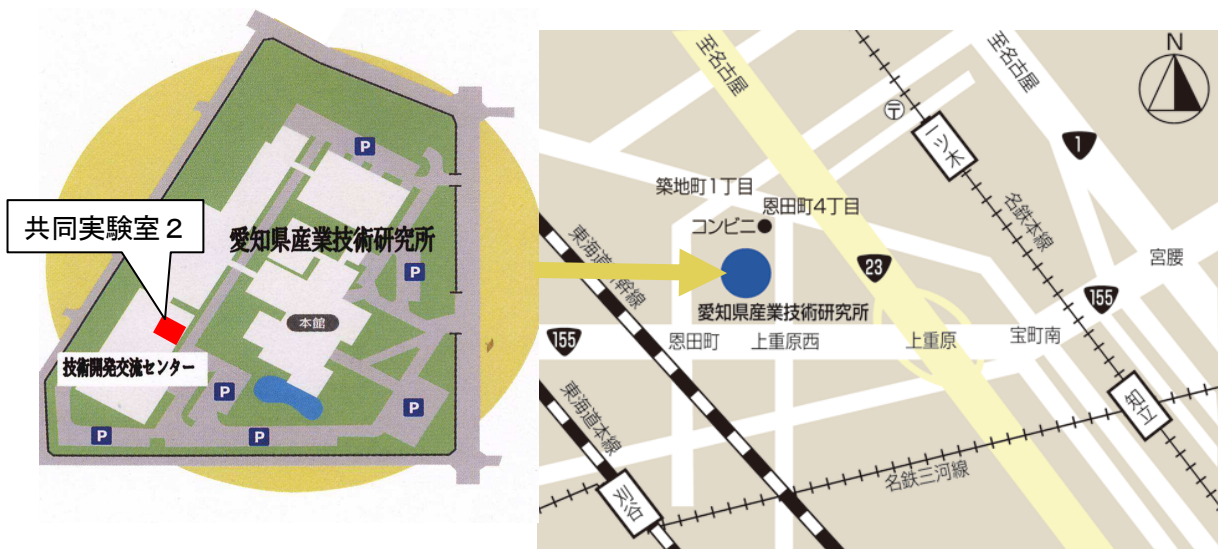 共同実験室２
愛知県産業技術研究所
本館
技術開発交流センター
P
P
P
P
P
P
至名古屋
至名古屋
N
〒
一ツ木
1
築地町1丁目
恩田町4丁目
コンビニ
名鉄本線
東海道新幹線
23
宮腰
155
愛知県産業技術研究所
155
恩田町
上重原西
上重原
宝町南
知立
東海道本線
名鉄三河線
刈谷